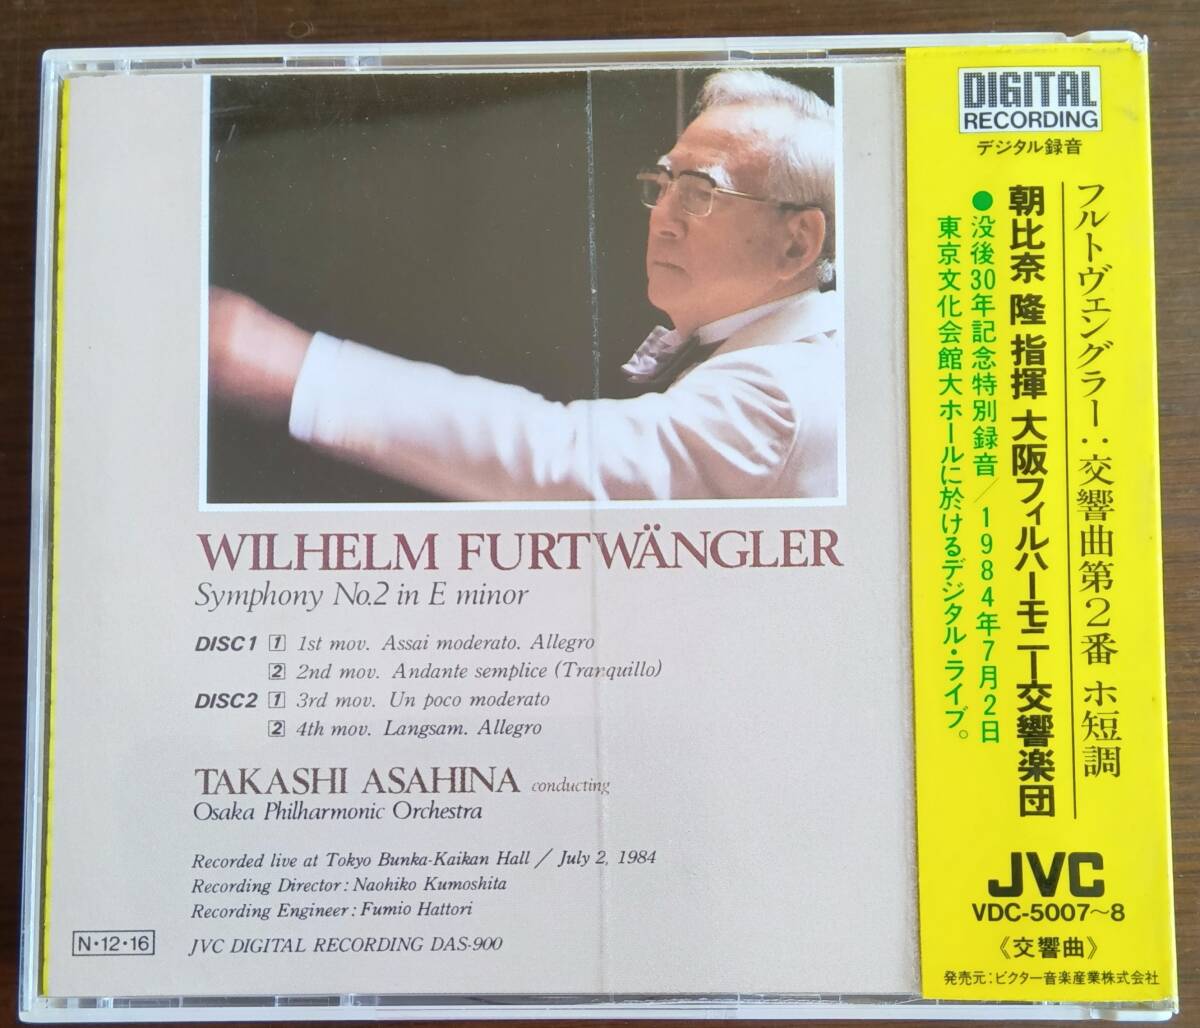 WILHELM FURTWÄNGLER
Symphony No.2 in E minor
DISC1 1 1st mov. Assai moderato. Allegro
2 2nd mov. Andante semplice (Tranquillo)
DISC2 1 3rd mov. Un poco moderato
2 4th mov. Langsam. Allegro
TAKASHI ASAHINA conducting
Osaka Philharmonic Orchestra
Recorded live at Tokyo Bunka-Kaikan Hall / July 2, 1984
Recording Director : Naohiko Kumoshita
Recording Engineer : Fumio Hattori
N・12・16
JVC DIGITAL RECORDING DAS-900
DIGITAL
RECORDING
デジタル録音
フルトヴェングラー：交響曲第2番 ホ短調
朝比奈 隆 指揮 大阪フィルハーモニー交響楽団
●没後30年記念特別録音/1984年7月2日
東京文化会館大ホールに於けるデジタル・ライブ。
JVC
VDC-5007〜8
《交響曲》
発売元：ビクター音楽産業株式会社